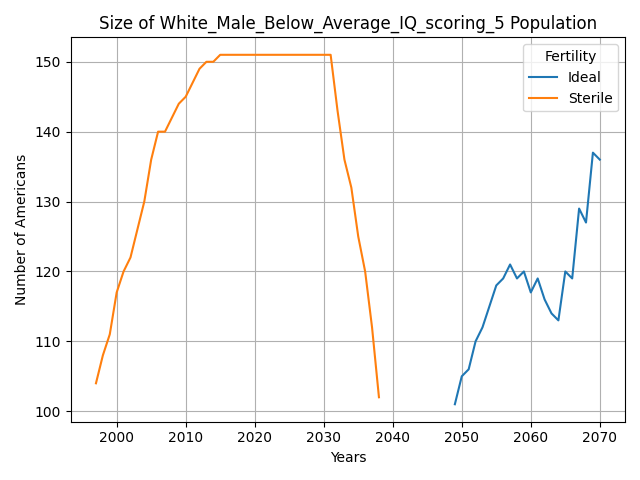 Size of White_Male_Below_Average_IQ_scoring_5 Population
Fertility
Ideal
Sterile
Number of Americans
150
140
130
120
110
100
2000 2010 2020 2030 2040 2050 2060 2070
Years